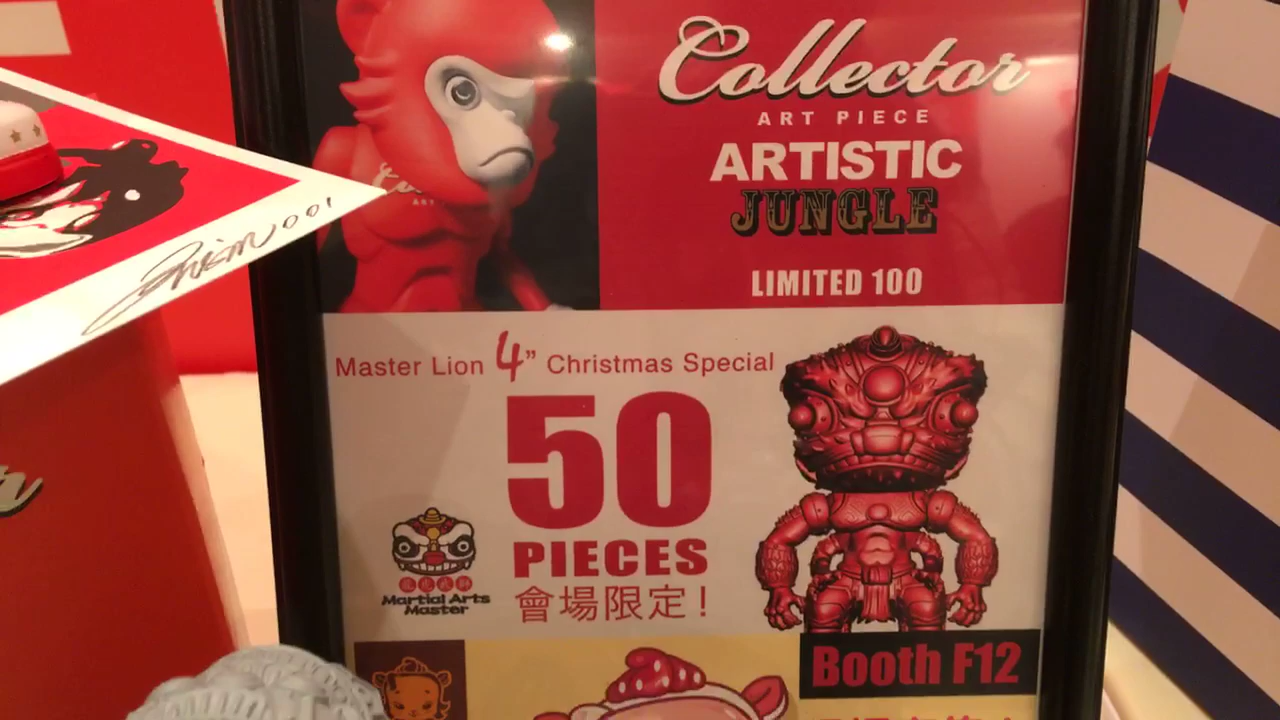 Collector
ART PIECE
ARTISTIC
JUNGLE
LIMITED 100
001
Master Lion 4" Christmas Special
50
PIECES
會場限定!
Martial Arts
Master
Booth F12